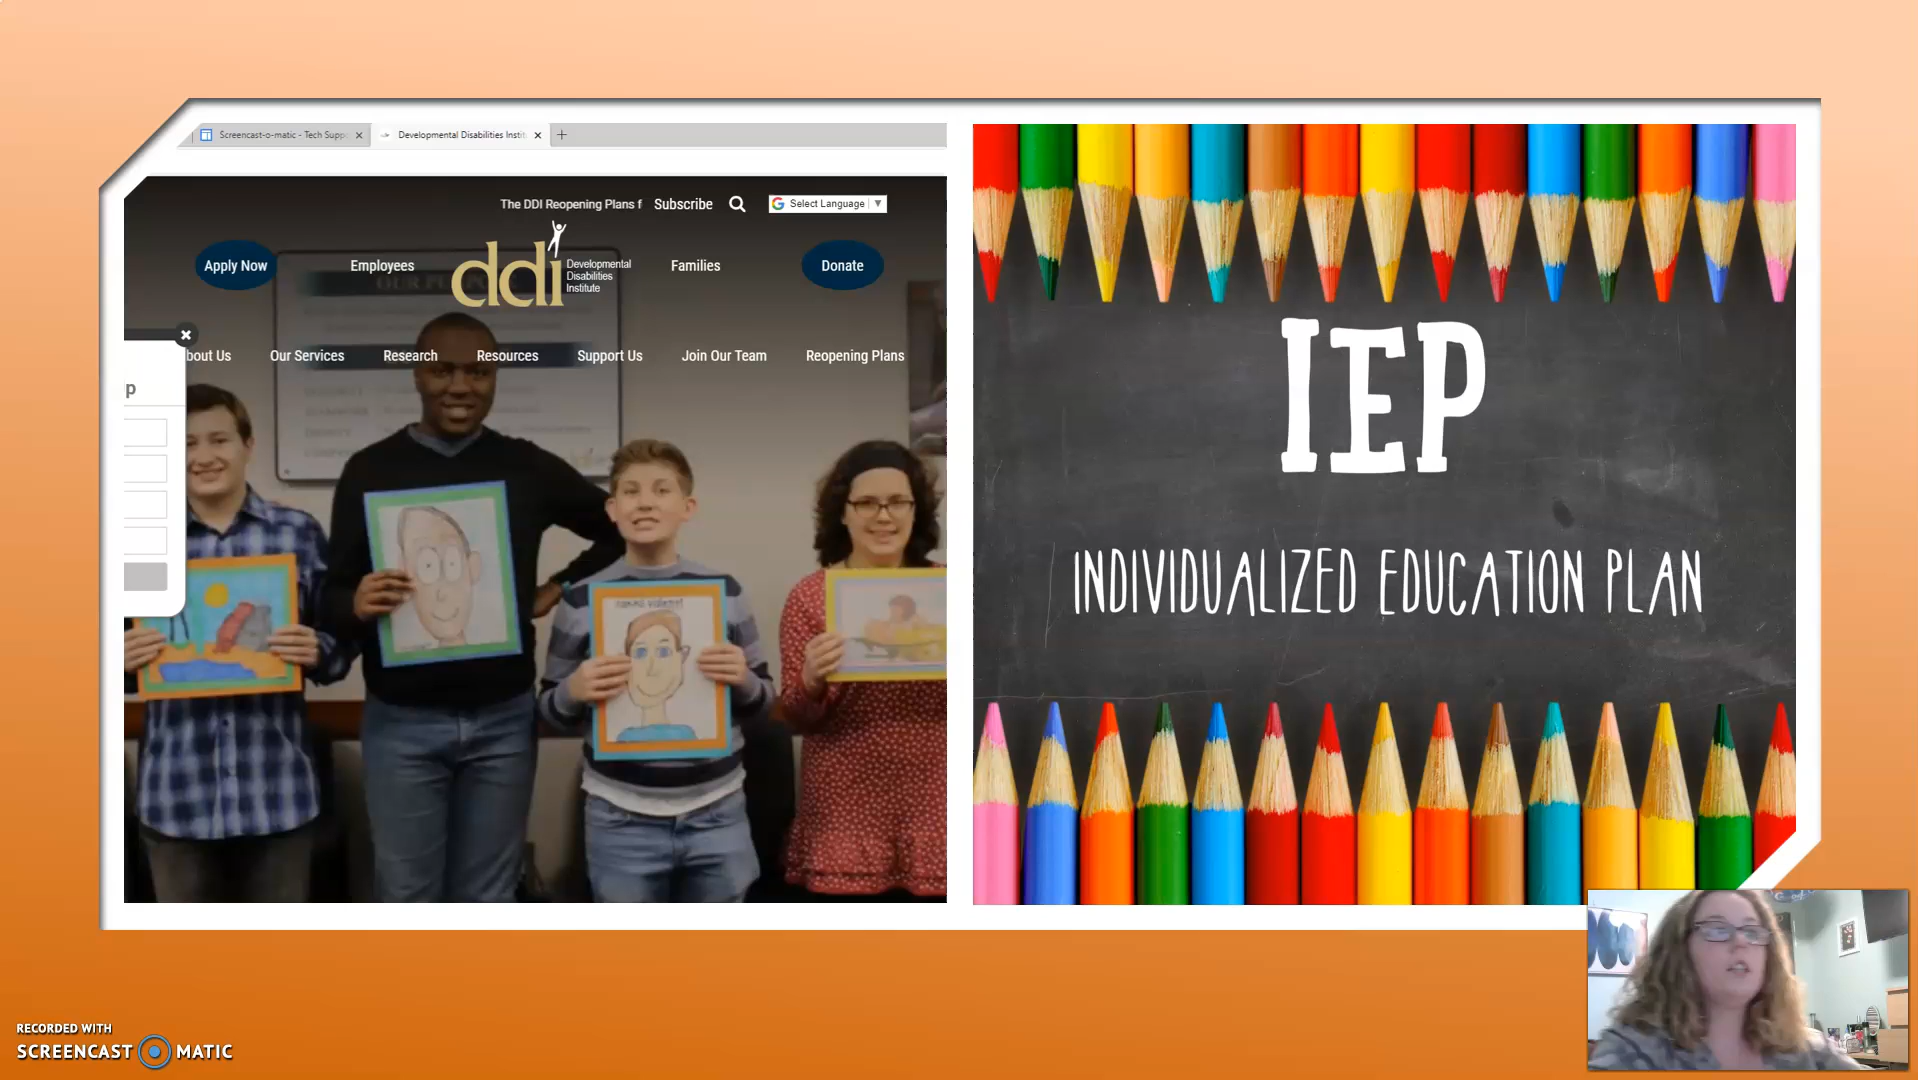 Screencast-o-matic - Tech Supp
Developmental Disabilities Instit
The DDI Reopening Plans f
Subscribe
Select Language
Apply Now
Employees
ddi
Developmental
Disabilities
Institute
Families
Donate
bout Us
Our Services
Research
Resources
Support Us
Join Our Team
Reopening Plans
p
IEP
INDIVIDUALIZED EDUCATION PLAN
RECORDED WITH
SCREENCAST MATIC